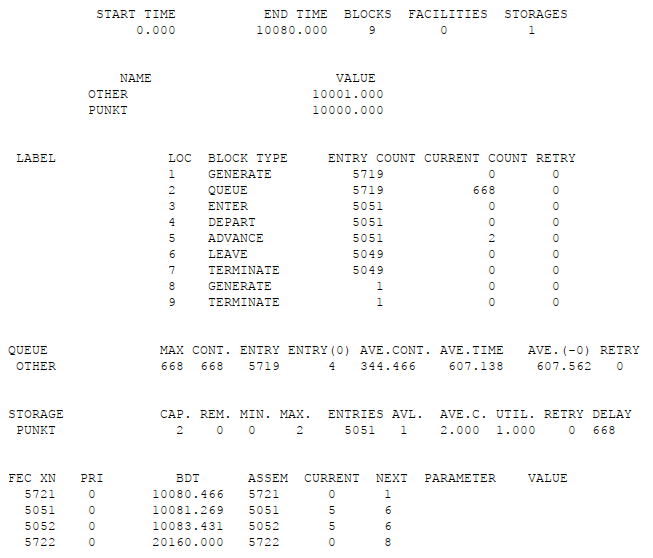 START TIME END TIME BLOCKS FACILITIES STORAGES
0.000 10080.000 9 0 1
NAME VALUE
OTHER 10001.000
PUNKT 10000.000
LABEL LOC BLOCK TYPE ENTRY COUNT CURRENT COUNT RETRY
1 GENERATE 5719 0 0
2 QUEUE 5719 668 0
3 ENTER 5051 0 0
4 DEPART 5051 0 0
5 ADVANCE 5051 2 0
6 LEAVE 5049 0 0
7 TERMINATE 5049 0 0
8 GENERATE 1 0 0
9 TERMINATE 1 0 0
QUEUE MAX CONT. ENTRY ENTRY(0) AVE.CONT. AVE.TIME AVE.(-0) RETRY
OTHER 668 668 5719 4 344.466 607.138 607.562 0
STORAGE CAP. REM. MIN. MAX. ENTRIES AVL. AVE.C. UTIL. RETRY DELAY
PUNKT 2 0 0 2 5051 1 2.000 1.000 0 668
FEC XN PRI BDT ASSEM CURRENT NEXT PARAMETER VALUE
5721 0 10080.466 5721 0 1
5051 0 10081.269 5051 5 6
5052 0 10083.431 5052 5 6
5722 0 20160.000 5722 0 8